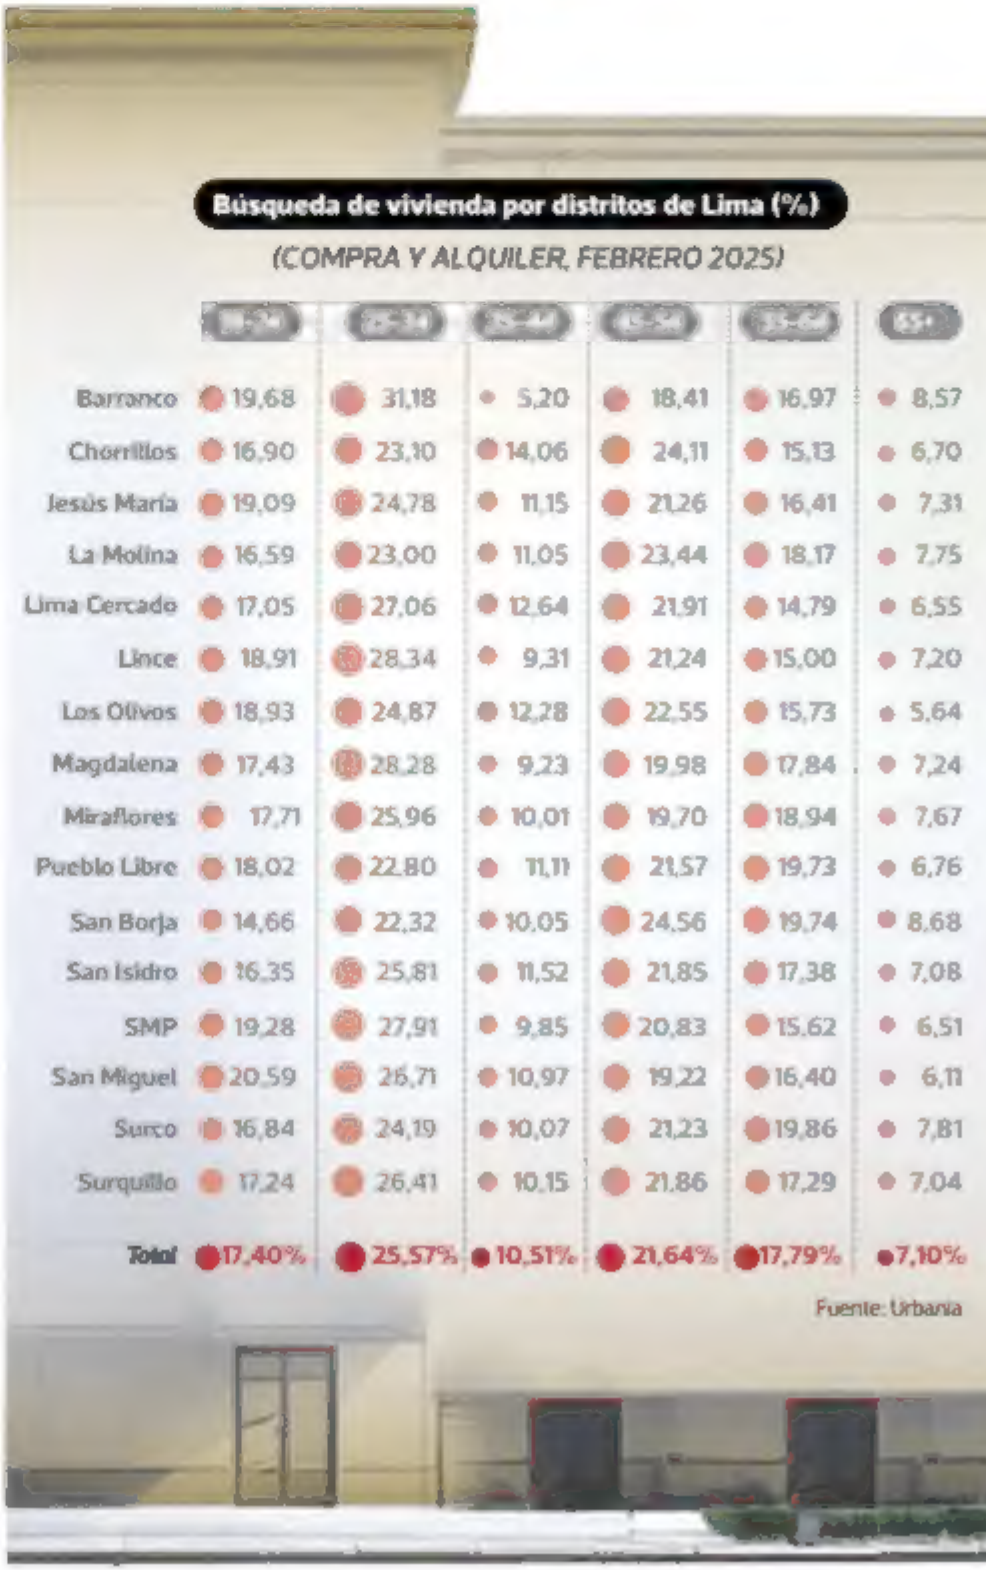 Búsqueda de vivienda por distritos de Lima (%)
(COMPRA Y ALQUILER, FEBRERO 2025)
18-24 25-34 35-44 45-54 55-64 65+
Barranco 19,68 31,18 5,20 18,41 16,97 8,57
Chorrillos 16,90 23,10 14,06 24,11 15,13 6,70
Jesús María 19,09 24,78 11,15 21,26 16,41 7,31
La Molina 16,59 23,00 11,05 23,44 18,17 7,75
Lima Cercado 17,05 27,06 12,64 21,91 14,79 6,55
Lince 18,91 28,34 9,31 21,24 15,00 7,20
Los Olivos 18,93 24,87 12,28 22,55 15,73 5,64
Magdalena 17,43 28,28 9,23 19,98 17,84 7,24
Miraflores 17,71 25,96 10,01 19,70 18,94 7,67
Pueblo Libre 18,02 22,80 11,11 21,57 19,73 6,76
San Borja 14,66 22,32 10,05 24,56 19,74 8,68
San Isidro 16,35 25,81 11,52 21,85 17,38 7,08
SMP 19,28 27,91 9,85 20,83 15,62 6,51
San Miguel 20,59 26,71 10,97 19,22 16,40 6,11
Surco 16,84 24,19 10,07 21,23 19,86 7,81
Surquillo 17,24 26,41 10,15 21,86 17,29 7,04
Total 17,40% 25,57% 10,51% 21,64% 17,79% 7,10%
Fuente: Urbania